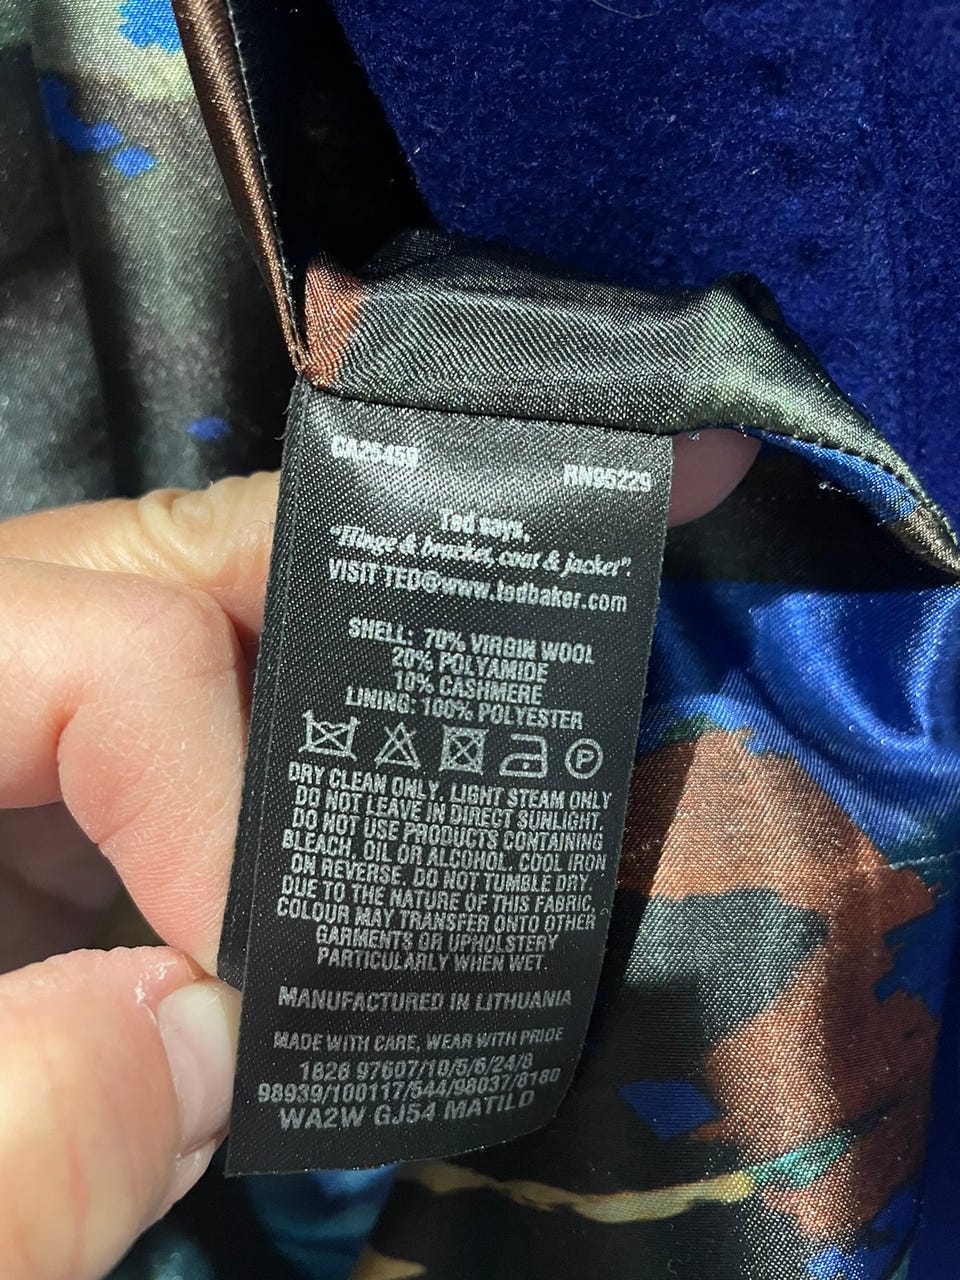 CA25459
RN95229
Ted says,
"Hinge & bracket, coat & jacket".
VISIT TED@www.tedbaker.com
SHELL: 70% VIRGIN WOOL
20% POLYAMIDE
10% CASHMERE
LINING: 100% POLYESTER
P
DRY CLEAN ONLY. LIGHT STEAM ONLY
DO NOT LEAVE IN DIRECT SUNLIGHT
DO NOT USE PRODUCTS CONTAINING
BLEACH, OIL OR ALCOHOL. COOL IRON
ON REVERSE. DO NOT TUMBLE DRY.
DUE TO THE NATURE OF THIS FABRIC,
COLOUR MAY TRANSFER ONTO OTHER
GARMENTS OR UPHOLSTERY
PARTICULARLY WHEN WET.
MANUFACTURED IN LITHUANIA
MADE WITH CARE, WEAR WITH PRIDE
1826 97607/10/5/6/24/8
98939/100117/544/98037/8180
WA2W GJ54 MATILD